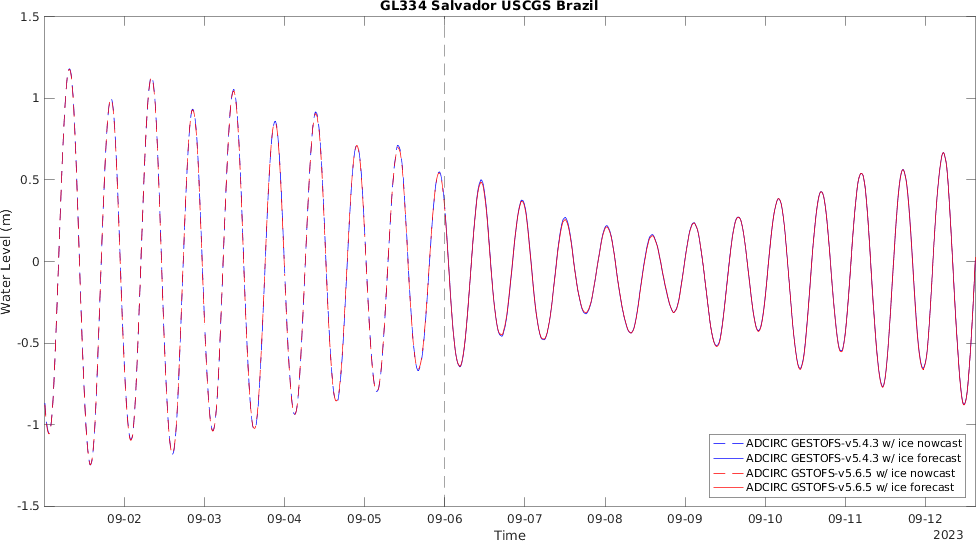 GL334 Salvador USCGS Brazil
1.5
1
0.5
0
-0.5
-1
-1.5
Water Level (m)
09-02 09-03 09-04 09-05 09-06 09-07 09-08 09-09 09-10 09-11 09-12
Time
2023
ADCIRC GESTOFS-v5.4.3 w/ ice nowcast
ADCIRC GESTOFS-v5.4.3 w/ ice forecast
ADCIRC GSTOFS-v5.6.5 w/ ice nowcast
ADCIRC GSTOFS-v5.6.5 w/ ice forecast